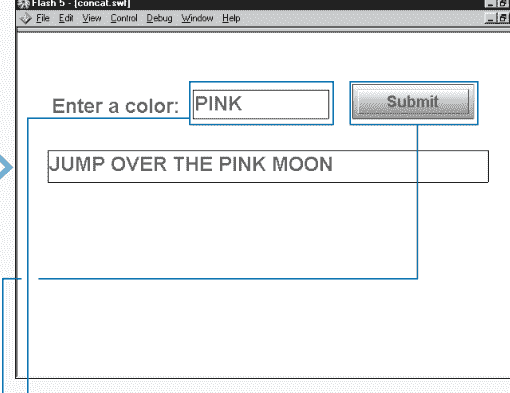 Flash 5 - [concat.swf]
File Edit View Control Debug Window Help
Enter a color: PINK Submit
JUMP OVER THE PINK MOON